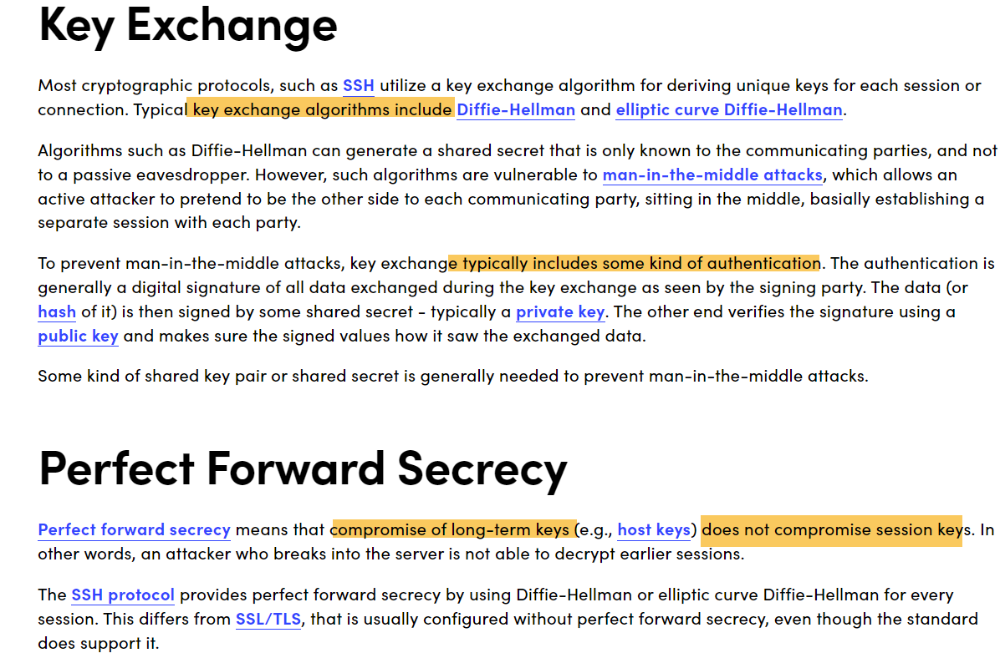 Key Exchange
Most cryptographic protocols, such as SSH utilize a key exchange algorithm for deriving unique keys for each session or
connection. Typical key exchange algorithms include Diffie-Hellman and elliptic curve Diffie-Hellman.
Algorithms such as Diffie-Hellman can generate a shared secret that is only known to the communicating parties, and not
to a passive eavesdropper. However, such algorithms are vulnerable to man-in-the-middle attacks, which allows an
active attacker to pretend to be the other side to each communicating party, sitting in the middle, basially establishing a
separate session with each party.
To prevent man-in-the-middle attacks, key exchange typically includes some kind of authentication. The authentication is
generally a digital signature of all data exchanged during the key exchange as seen by the signing party. The data (or
hash of it) is then signed by some shared secret - typically a private key. The other end verifies the signature using a
public key and makes sure the signed values how it saw the exchanged data.
Some kind of shared key pair or shared secret is generally needed to prevent man-in-the-middle attacks.
Perfect Forward Secrecy
Perfect forward secrecy means that compromise of long-term keys (e.g., host keys) does not compromise session keys. In
other words, an attacker who breaks into the server is not able to decrypt earlier sessions.
The SSH protocol provides perfect forward secrecy by using Diffie-Hellman or elliptic curve Diffie-Hellman for every
session. This differs from SSL/TLS, that is usually configured without perfect forward secrecy, even though the standard
does support it.